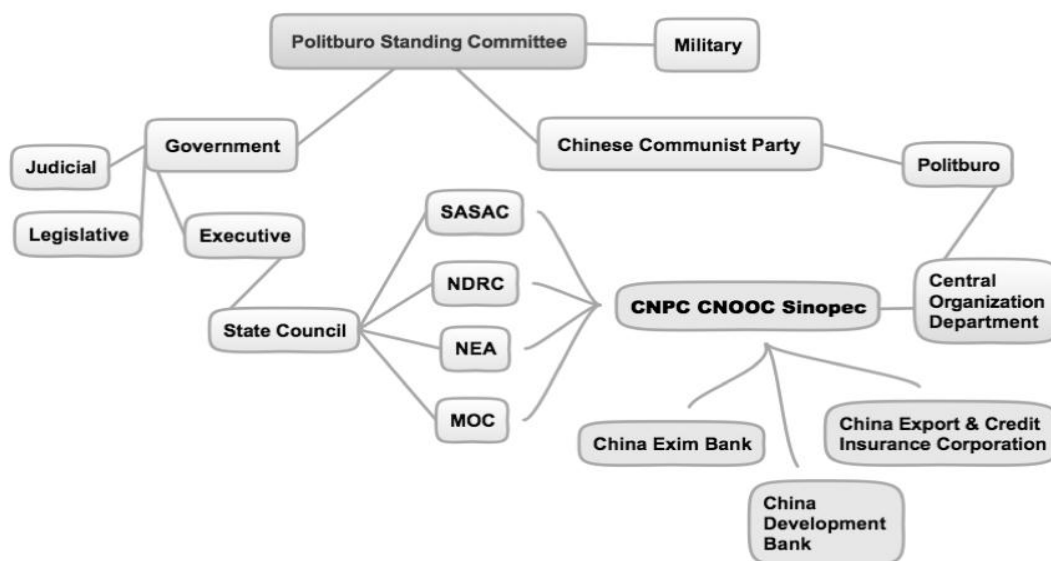 Politburo Standing Committee
Military
Government
Chinese Communist Party
Judicial
Politburo
Legislative
Executive
SASAC
NDRC
NEA
MOC
State Council
CNPC CNOOC Sinopec
Central
Organization
Department
China Exim Bank
China Export & Credit
Insurance Corporation
China
Development
Bank